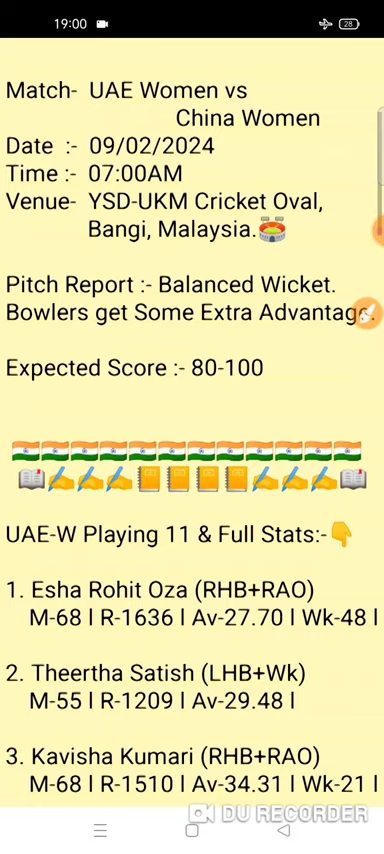 19:00
28
Match- UAE Women vs
China Women
Date :- 09/02/2024
Time :- 07:00AM
Venue- YSD-UKM Cricket Oval,
Bangi, Malaysia.🏟️
Pitch Report :- Balanced Wicket.
Bowlers get Some Extra Advantage.
Expected Score :- 80-100
🇮🇳🇮🇳🇮🇳🇮🇳🇮🇳🇮🇳🇮🇳🇮🇳🇮🇳🇮🇳🇮🇳🇮🇳
📖✍️✍️✍️📒📒📒📒✍️✍️✍️📖
UAE-W Playing 11 & Full Stats:-👇
1. Esha Rohit Oza (RHB+RAO)
M-68 l R-1636 l Av-27.70 l Wk-48 l
2. Theertha Satish (LHB+Wk)
M-55 l R-1209 l Av-29.48 l
3. Kavisha Kumari (RHB+RAO)
M-68 l R-1510 l Av-34.31 l Wk-21 l
DU RECORDER